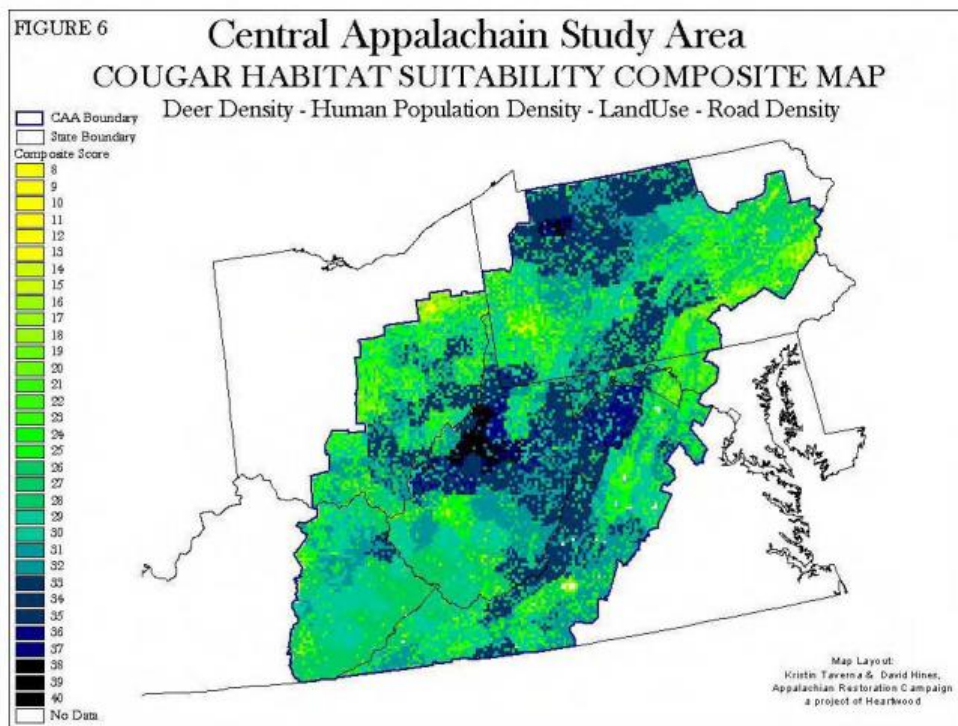 FIGURE 6
Central Appalachain Study Area
COUGAR HABITAT SUITABILITY COMPOSITE MAP
Deer Density - Human Population Density - LandUse - Road Density
CAA Boundary
State Boundary
Composite Score
8
9
10
11
12
13
14
15
16
17
18
19
20
21
22
23
24
25
26
27
28
29
30
31
32
33
34
35
36
37
38
39
40
No Data
Map Layout:
Kristin Taverna & David Hines,
Appalachian Restoration Campaign
a project of Heartwood